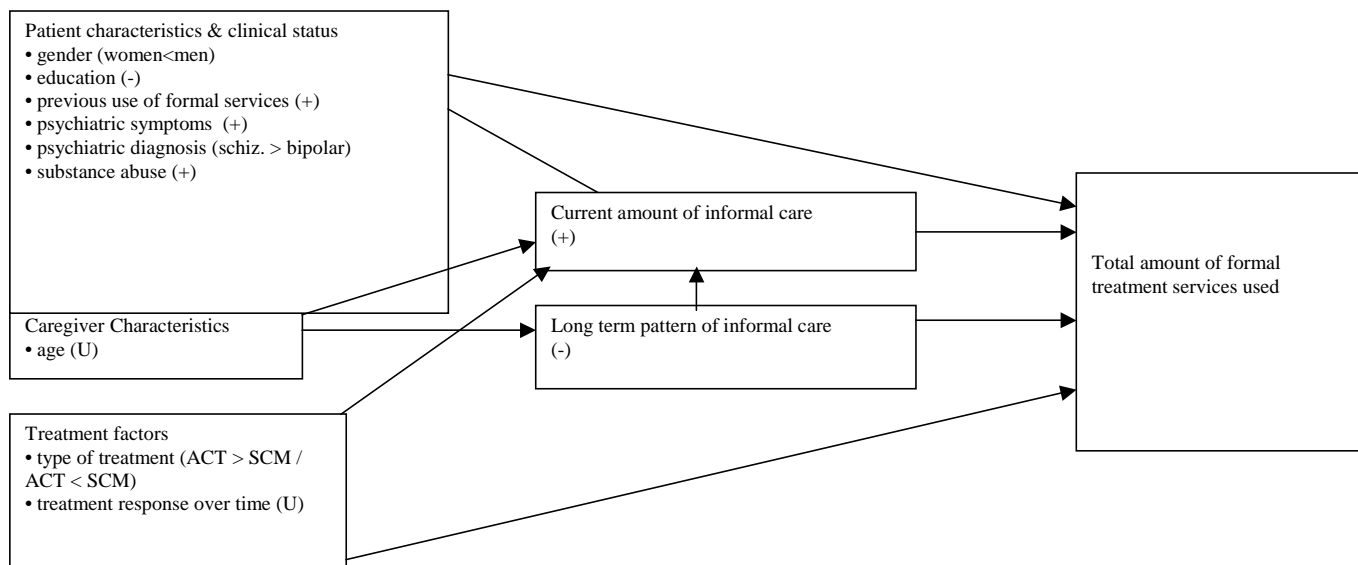 Patient characteristics & clinical status
• gender (women<men)
• education (-)
• previous use of formal services (+)
• psychiatric symptoms (+)
• psychiatric diagnosis (schiz. > bipolar)
• substance abuse (+)
Current amount of informal care
(+)
Total amount of formal
treatment services used
Caregiver Characteristics
• age (U)
Long term pattern of informal care
(-)
Treatment factors
• type of treatment (ACT > SCM /
ACT < SCM)
• treatment response over time (U)